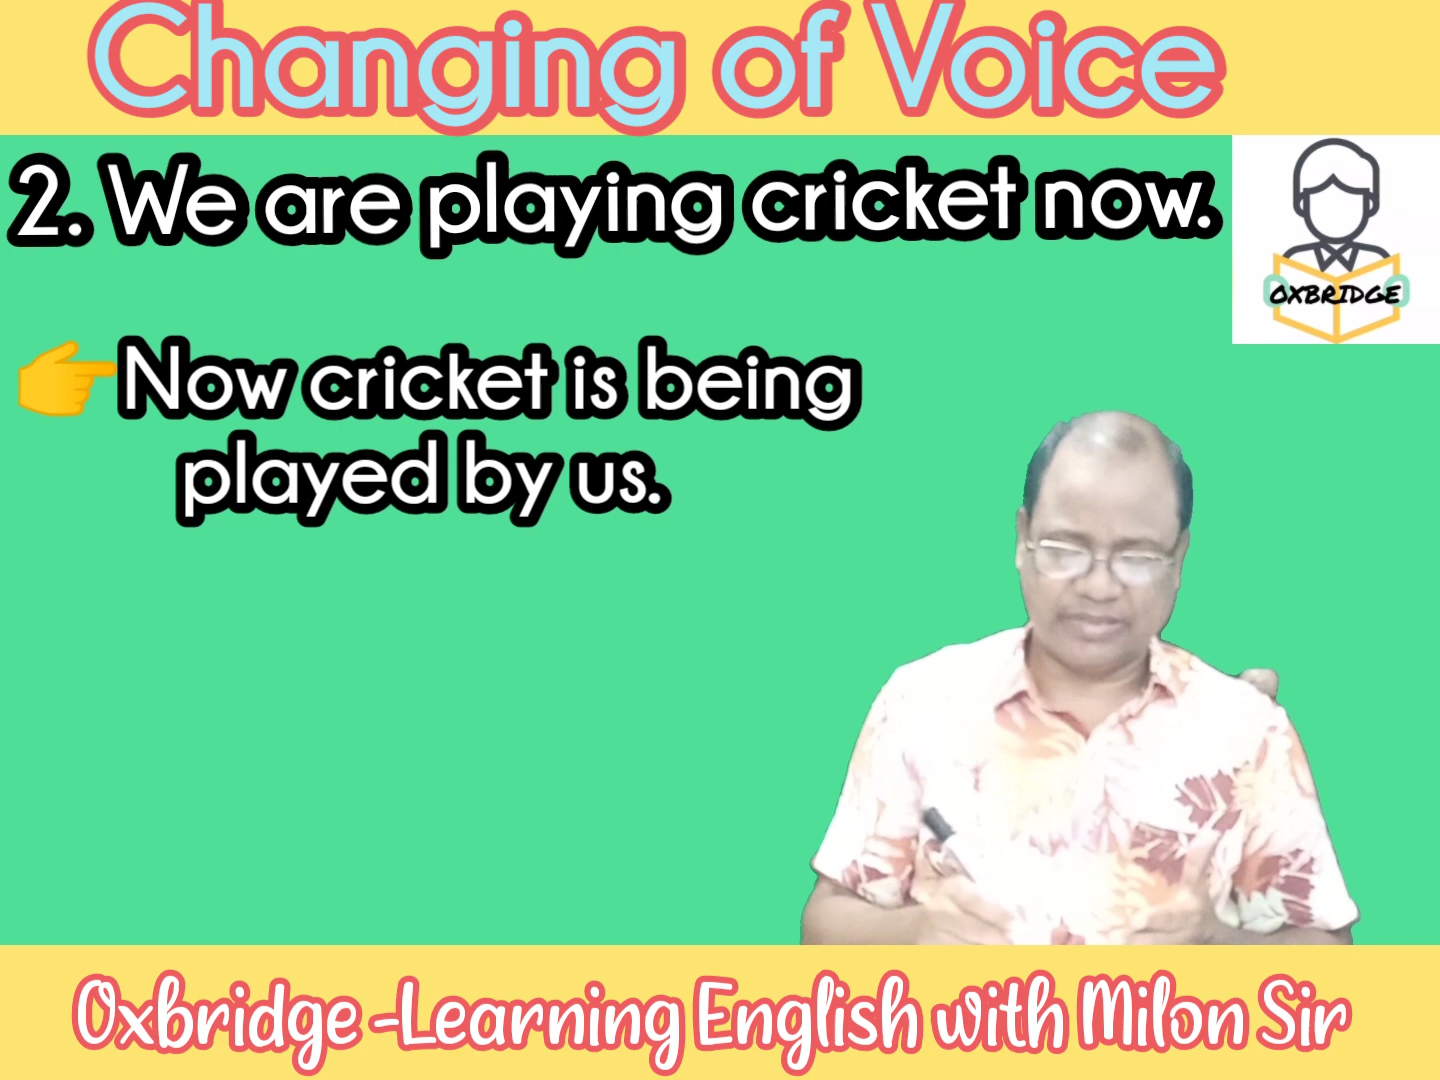 Changing of Voice
2. We are playing cricket now.
OXBRIDGE
👉Now cricket is being
played by us.
Oxbridge -Learning English with Milon Sir